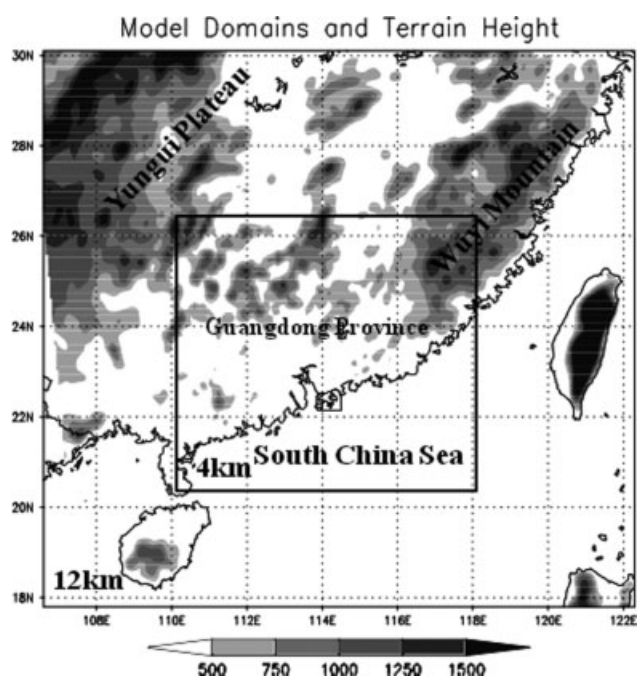 Model Domains and Terrain Height
30N
28N
26N
24N
22N
20N
18N
Yungui Plateau
Wuyi Mountain
Guangdong Province
4km
South China Sea
12km
108E 110E 112E 114E 116E 118E 120E 122E
500 750 1000 1250 1500